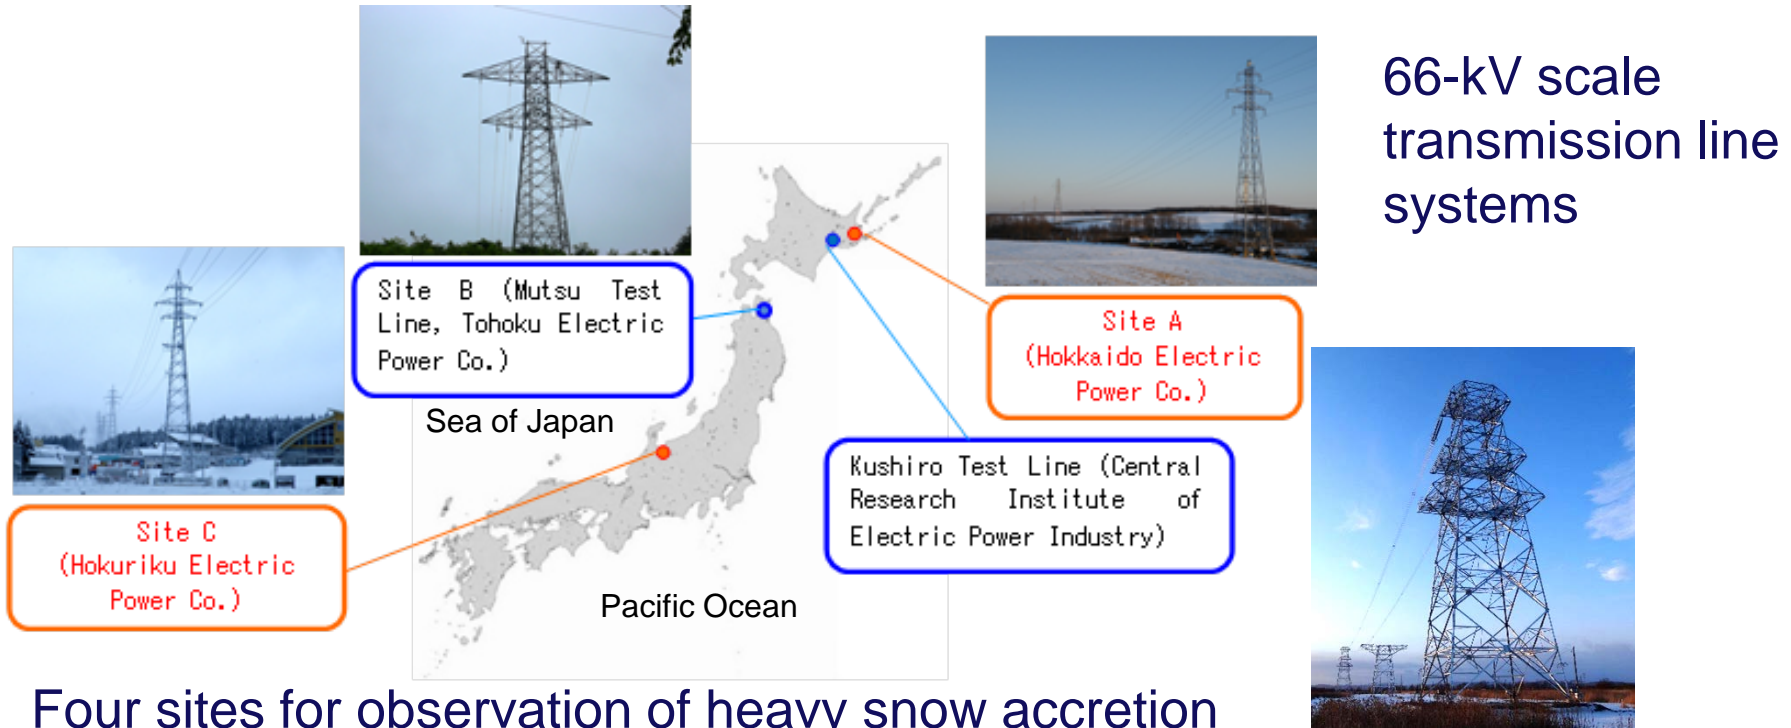 66-kV scale
transmission line
systems
Site B (Mutsu Test
Line, Tohoku Electric
Power Co.)
Site A
(Hokkaido Electric
Power Co.)
Sea of Japan
Kushiro Test Line (Central
Research Institute of
Electric Power Industry)
Site C
(Hokuriku Electric
Power Co.)
Pacific Ocean
Four sites for observation of heavy snow accretion